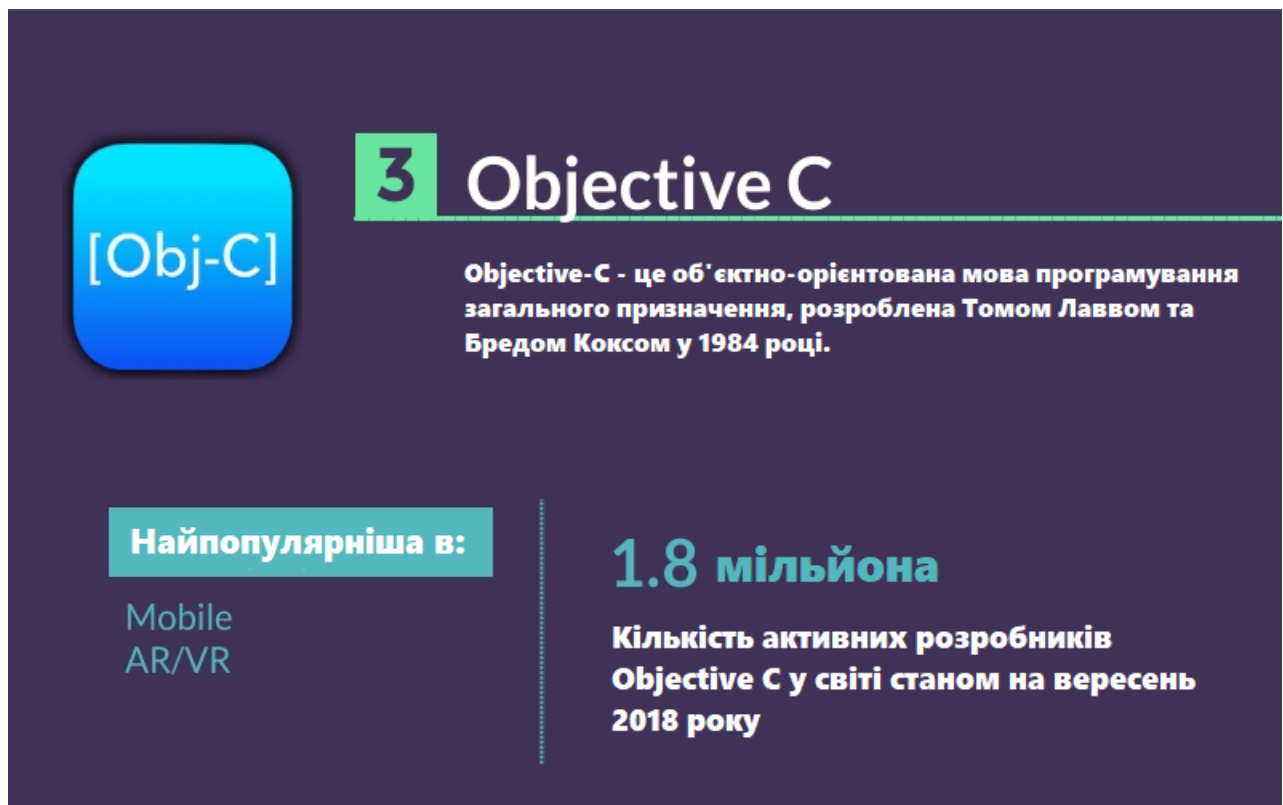 [Obj-C]
3 Objective C
Objective-C - це об'єктно-орієнтована мова програмування
загального призначення, розроблена Томом Лаввом та
Бредом Коксом у 1984 році.
Найпопулярніша в:
Mobile
AR/VR
1.8 мільйона
Кількість активних розробників
Objective C у світі станом на вересень
2018 року